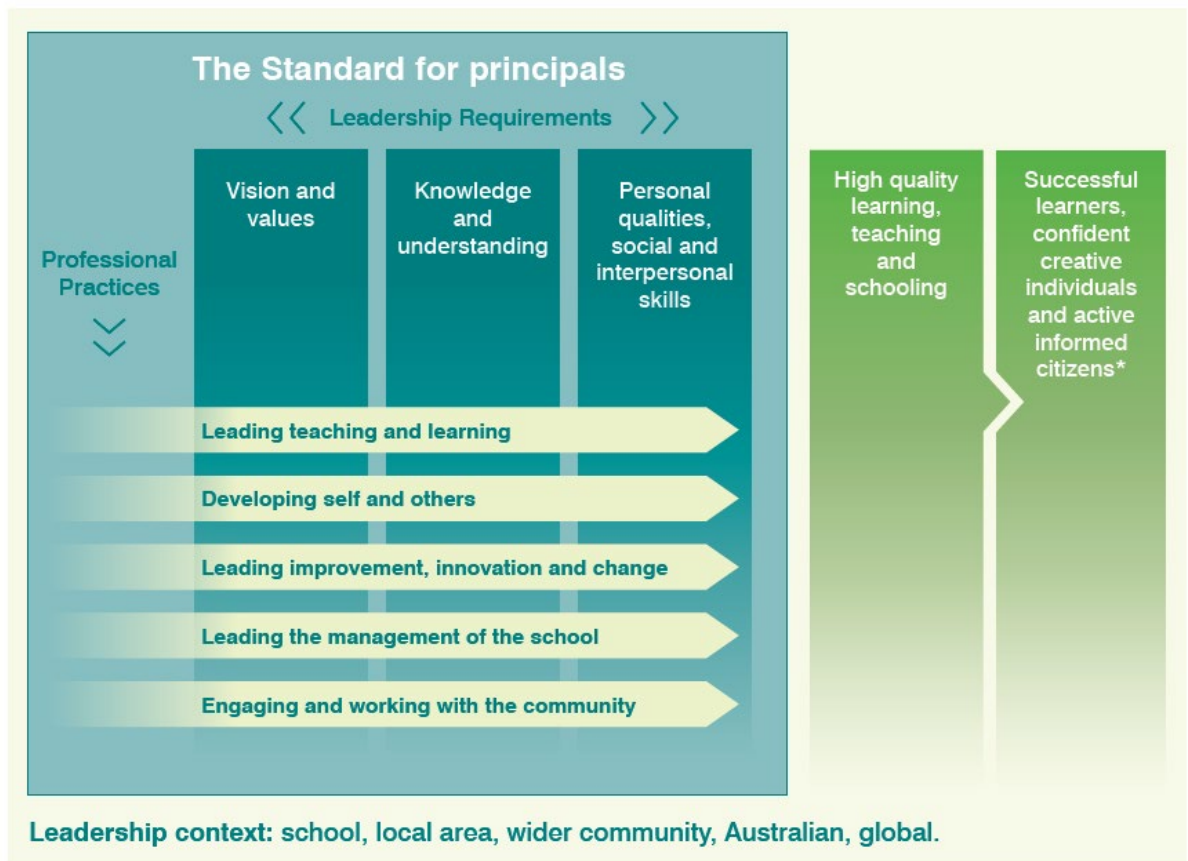 The Standard for principals
Leadership Requirements
Vision and
values
Knowledge
and
understanding
Personal
qualities,
social and
interpersonal
skills
High quality
learning,
teaching
and
schooling
Successful
learners,
confident
creative
individuals
and active
informed
citizens*
Professional
Practices
Leading teaching and learning
Developing self and others
Leading improvement, innovation and change
Leading the management of the school
Engaging and working with the community
Leadership context: school, local area, wider community, Australian, global.